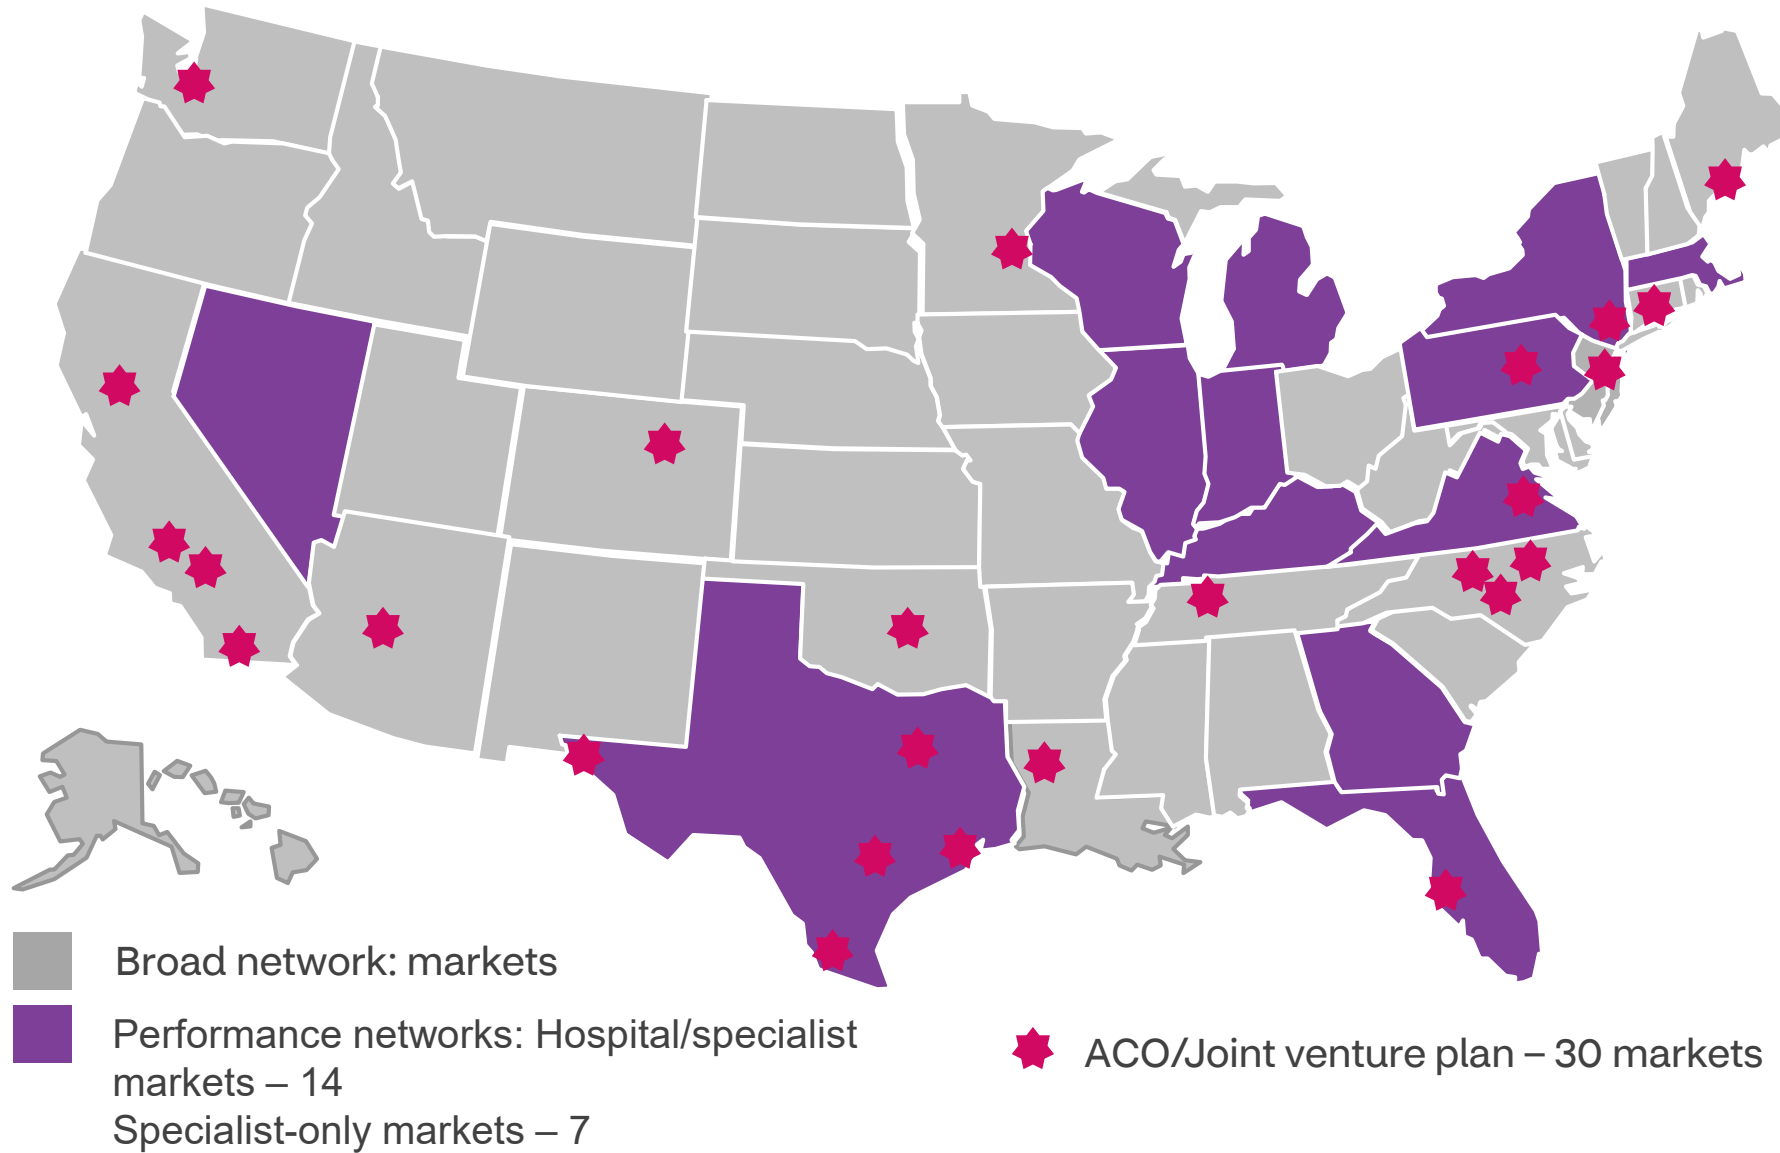 Broad network: markets
Performance networks: Hospital/specialist
markets – 14
Specialist-only markets – 7
ACO/Joint venture plan – 30 markets